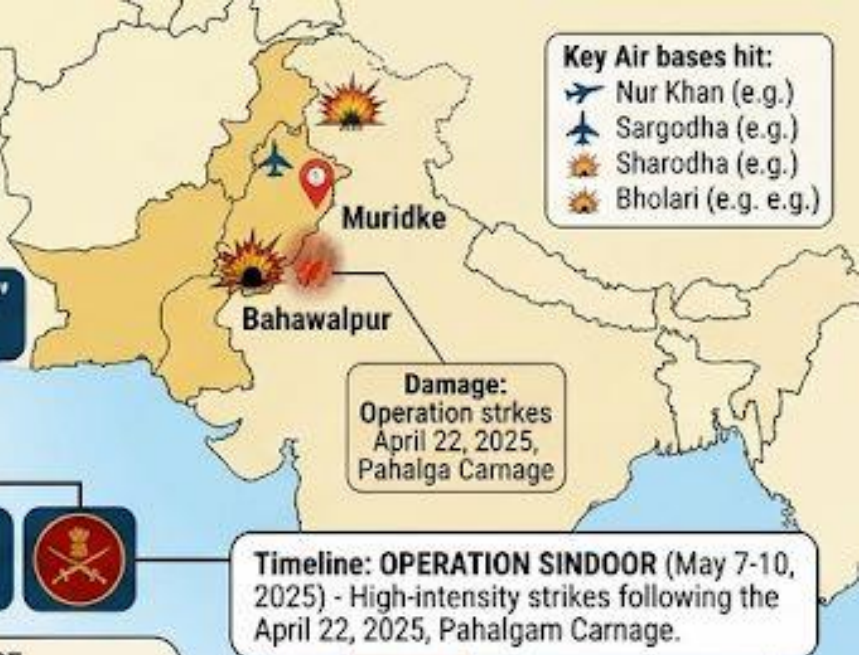 Key Air bases hit:
Nur Khan (e.g.)
Sargodha (e.g.)
Sharodha (e.g.)
Bholari (e.g. e.g.)
Muridke
Bahawalpur
Damage:
Operation strkes
April 22, 2025,
Pahalga Carnage
Timeline: OPERATION SINDOOR (May 7-10,
2025) - High-intensity strikes following the
April 22, 2025, Pahalgam Carnage.